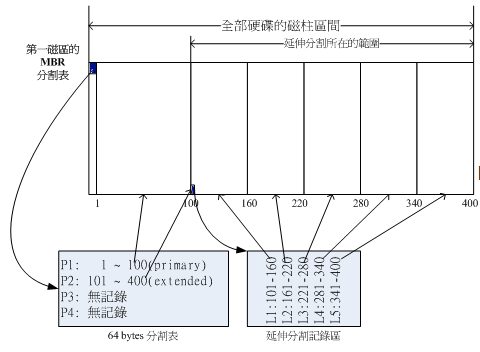 全部硬碟的磁柱區間
延伸分割所在的範圍
第一磁區的
MBR
分割表
1 100 160 220 280 340 400
P1: 1 ~ 100(primary)
P2: 101 ~ 400(extended)
P3: 無記錄
P4: 無記錄
L1:101-160
L2:161-220
L3:221-280
L4:281-340
L5:341-400
64 bytes 分割表
延伸分割記錄區